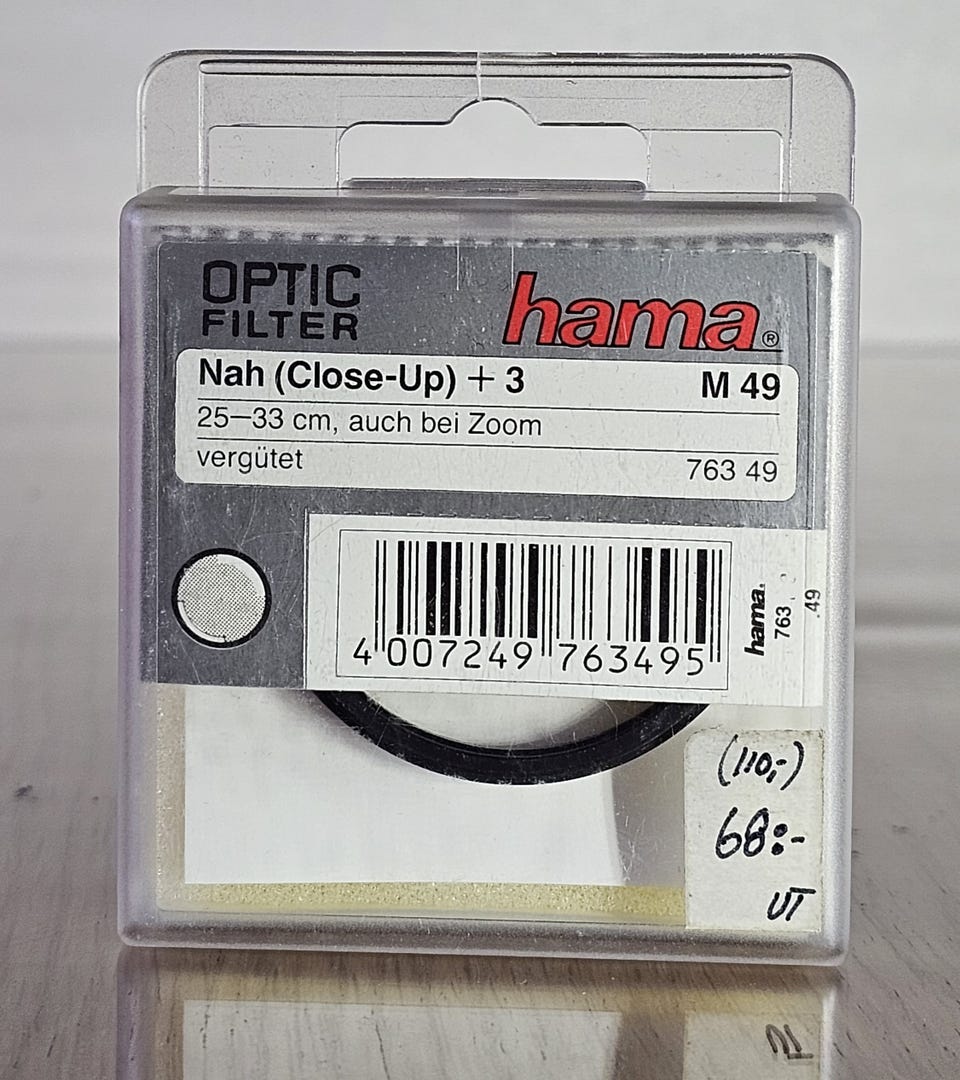 OPTIC
FILTER
hama®
Nah (Close-Up) + 3 M 49
25–33 cm, auch bei Zoom
vergütet 763 49
4 007249 763495
hama.
763 49
(110,-)
68:-
UT